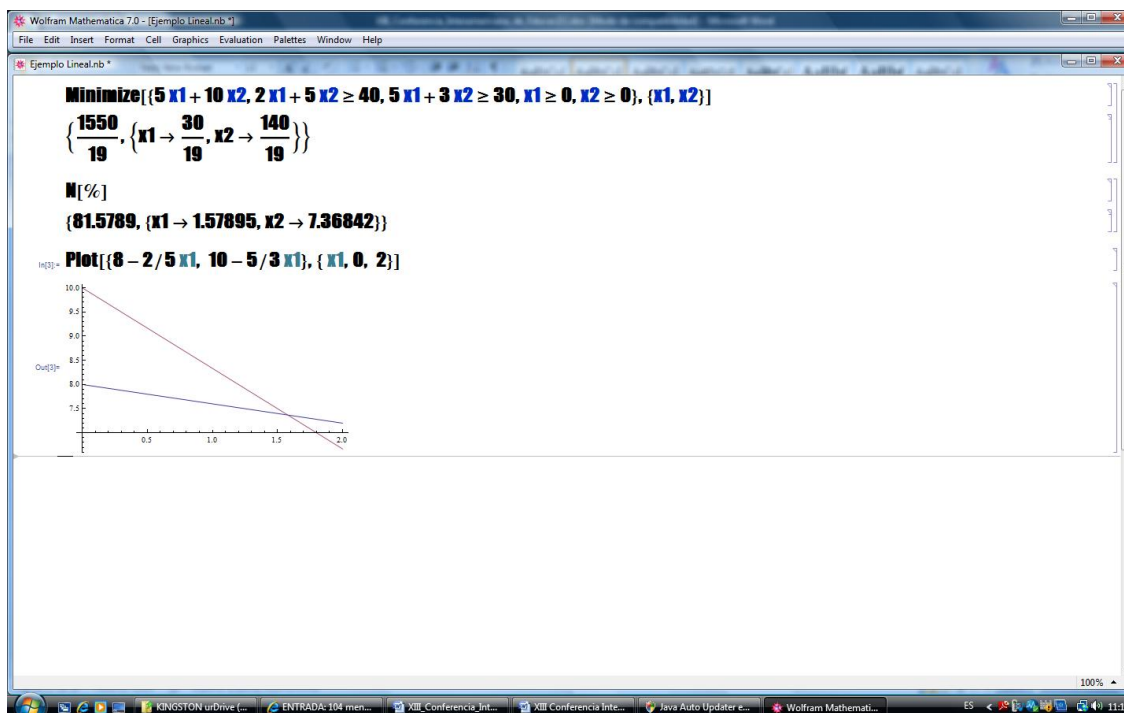 Wolfram Mathematica 7.0 - [Ejemplo Lineal.nb *]
File Edit Insert Format Cell Graphics Evaluation Palettes Window Help
Ejemplo Lineal.nb *
Minimize[{5 x1 + 10 x2, 2 x1 + 5 x2 ≥ 40, 5 x1 + 3 x2 ≥ 30, x1 ≥ 0, x2 ≥ 0}, {x1, x2}]
{1550/19, {x1 → 30/19, x2 → 140/19}}
N[%]
{81.5789, {x1 → 1.57895, x2 → 7.36842}}
In[3]:= Plot[{8 – 2/5 x1, 10 – 5/3 x1}, { x1, 0, 2}]
Out[3]=
10.0
9.5
9.0
8.5
8.0
7.5
0.5 1.0 1.5 2.0
100%
KINGSTON urDrive (... ENTRADA: 104 men... XIII_Conferencia_Int... XIII Conferencia Inte... Java Auto Updater e... Wolfram Mathemati... ES 11:1